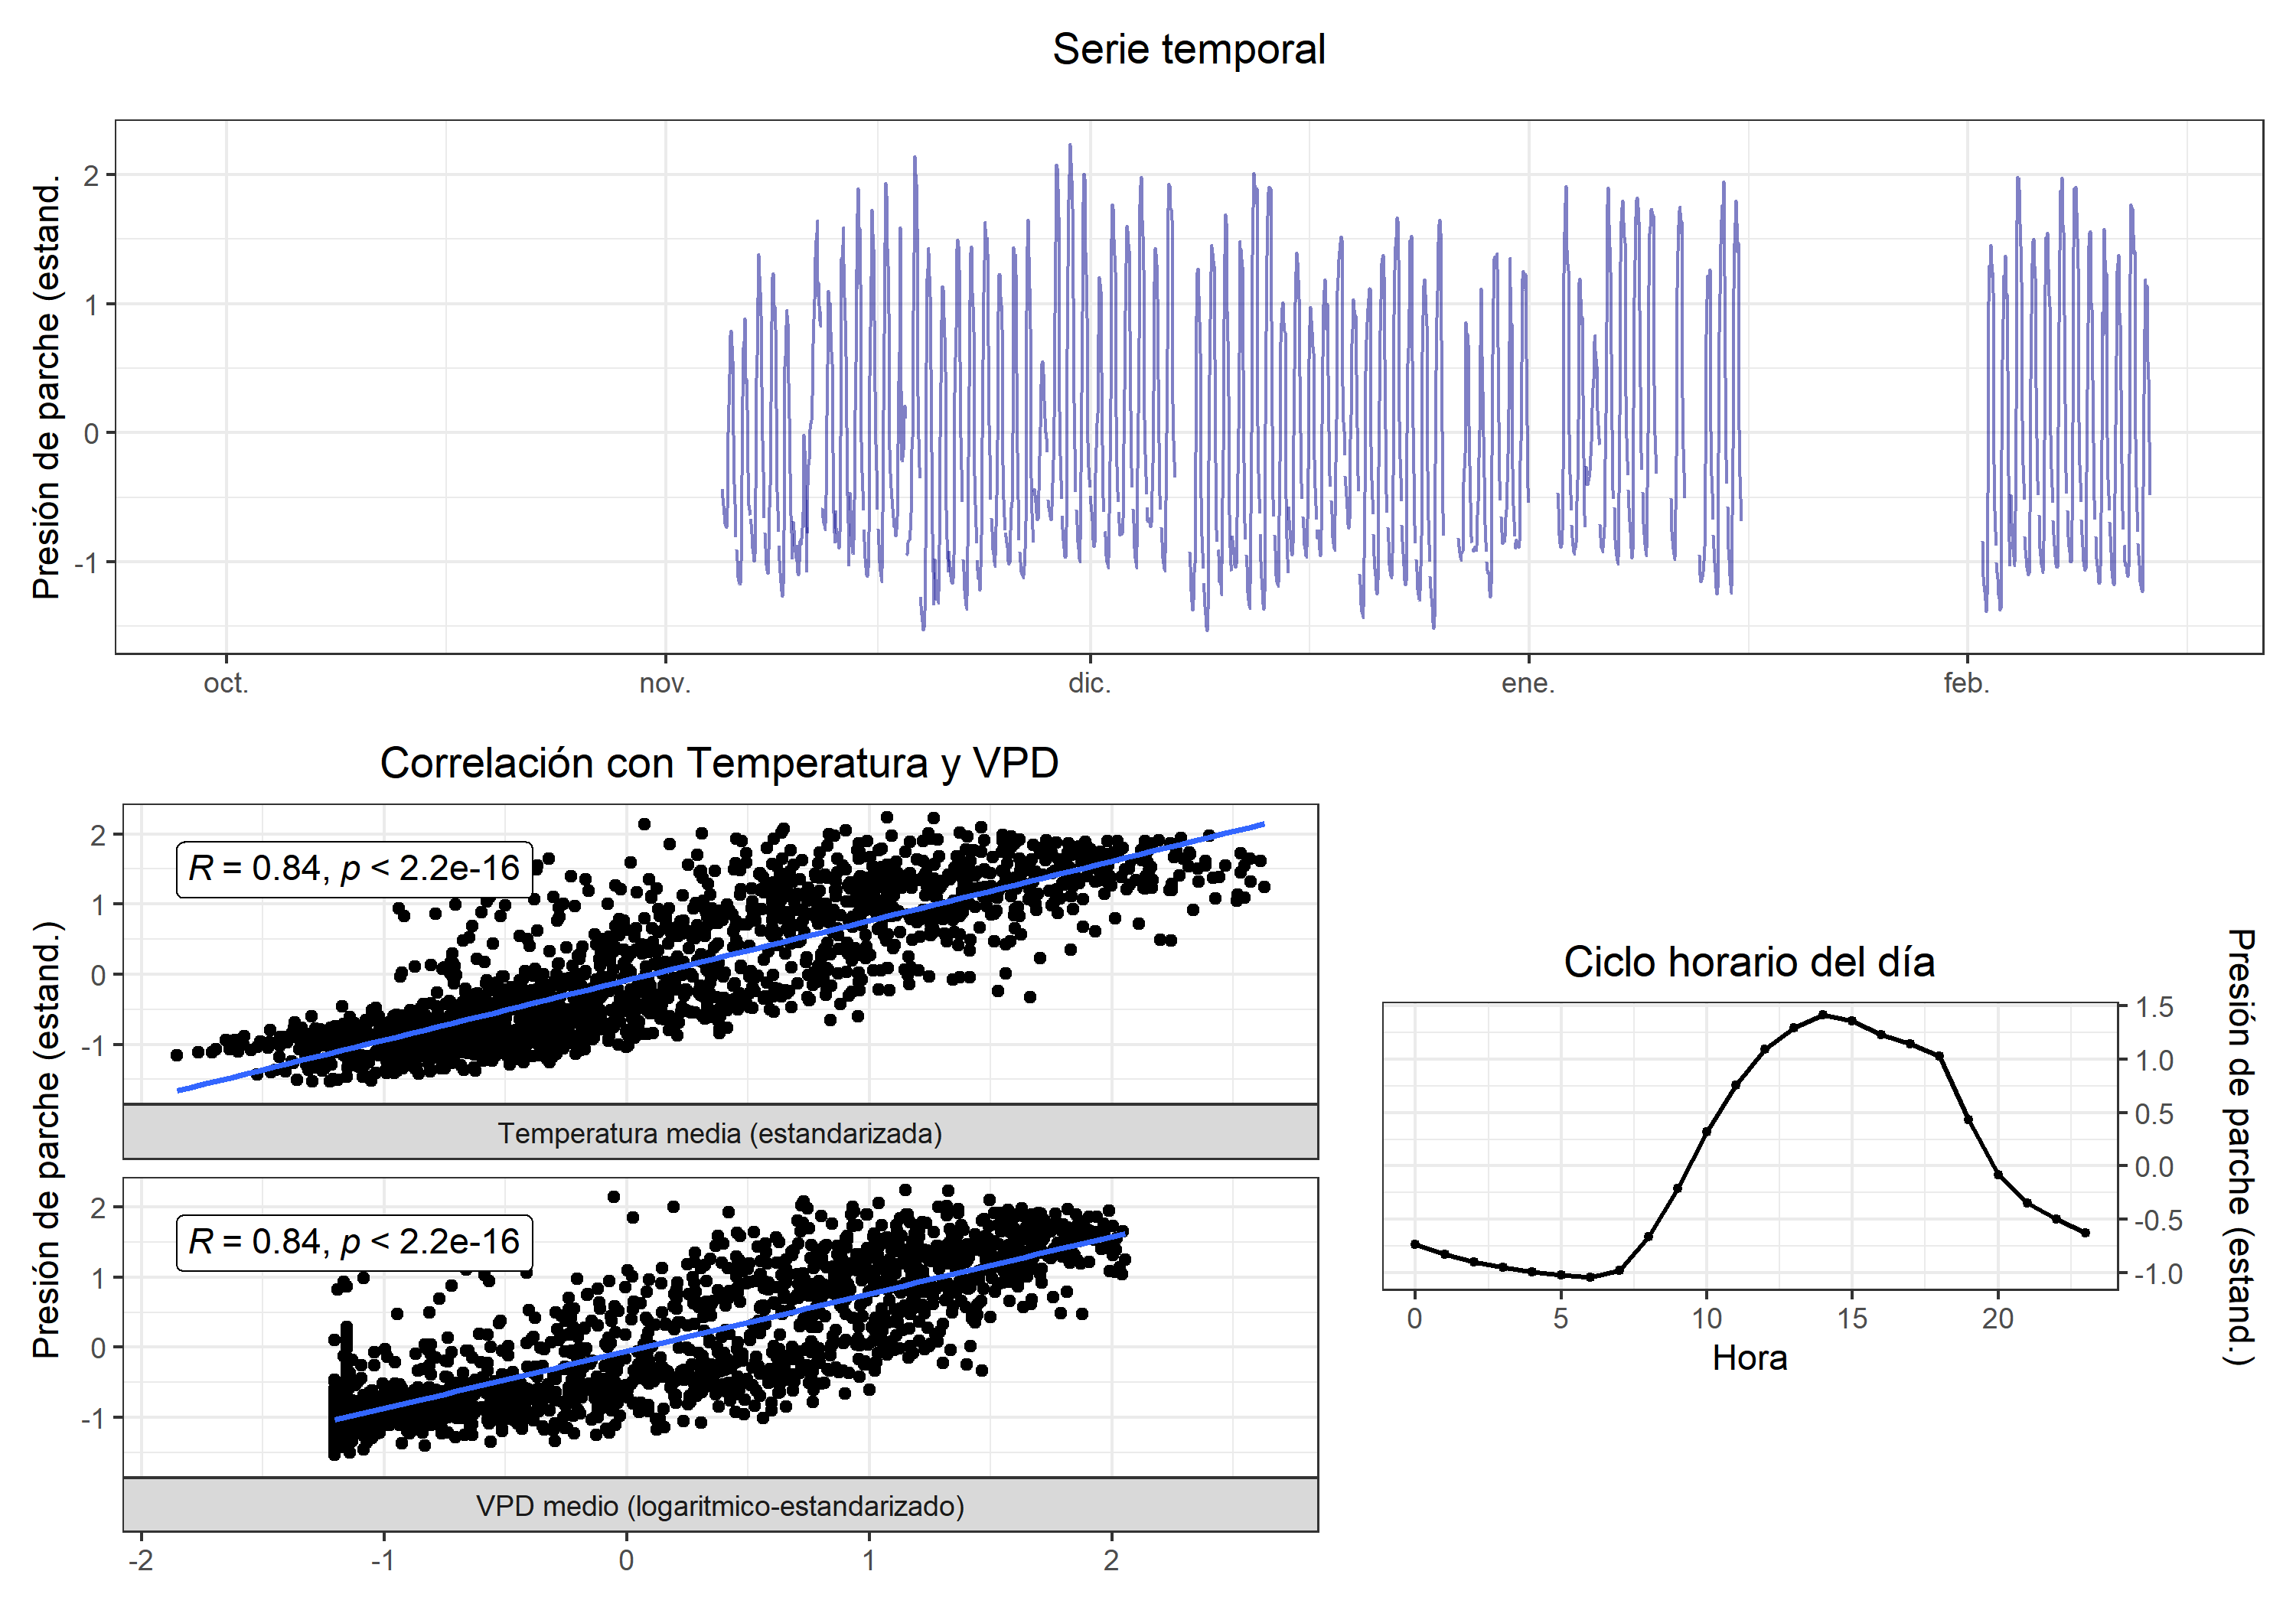 Serie temporal
Presión de parche (estand.
2
1
0
-1
oct.
nov.
dic.
ene.
feb.
Correlación con Temperatura y VPD
Presión de parche (estand.)
2
1
0
-1
R = 0.84, p < 2.2e-16
Temperatura media (estandarizada)
2
1
0
-1
R = 0.84, p < 2.2e-16
VPD medio (logaritmico-estandarizado)
-2
-1
0
1
2
Ciclo horario del día
1.5
1.0
0.5
0.0
-0.5
-1.0
Presión de parche (estand.)
0
5
10
15
20
Hora